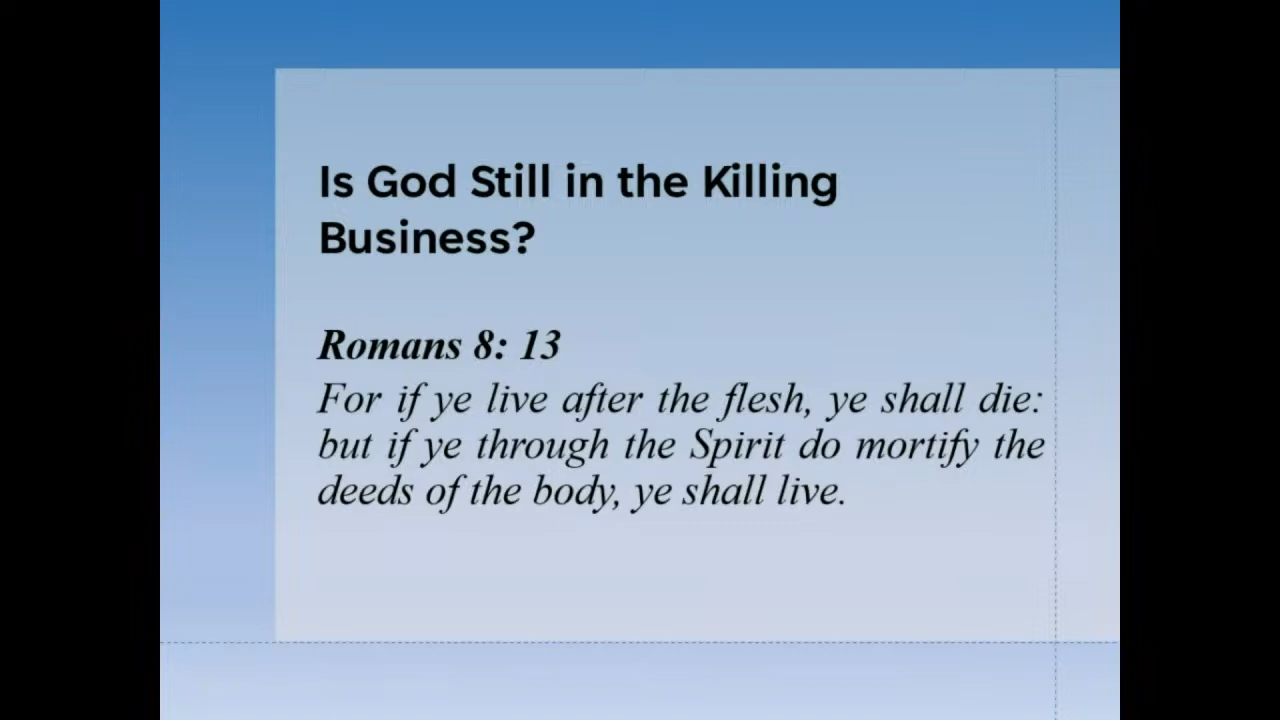 Is God Still in the Killing
Business?
Romans 8: 13
For if ye live after the flesh, ye shall die:
but if ye through the Spirit do mortify the
deeds of the body, ye shall live.